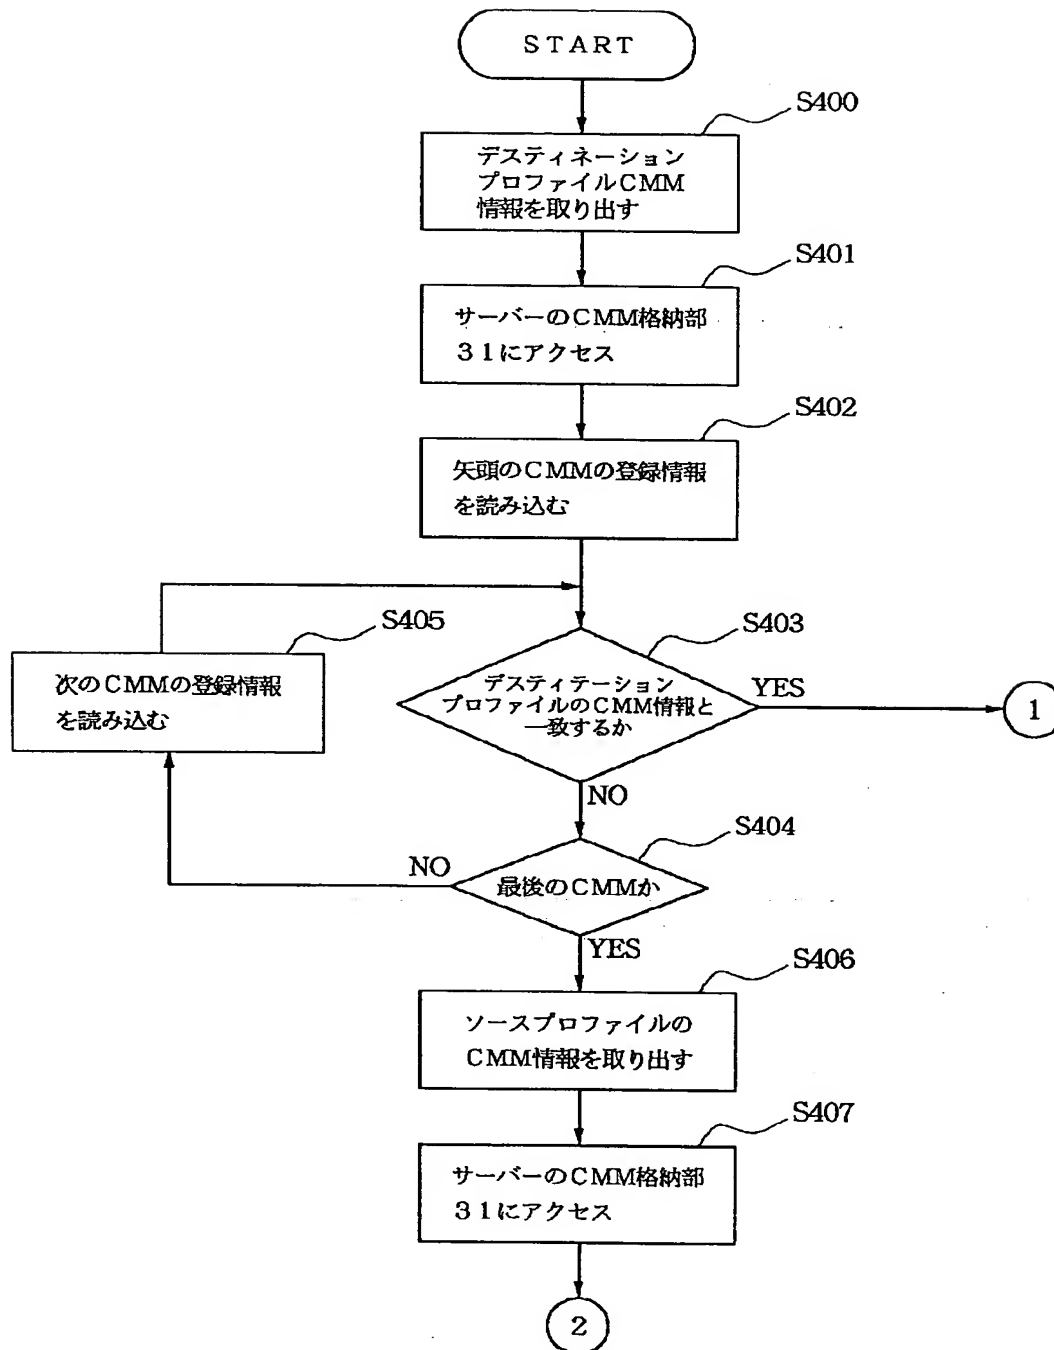 START
S400
デスティネーション
プロファイルCMM
情報を取り出す
S401
サーバーのCMM格納部
31にアクセス
S402
矢頭のCMMの登録情報
を読み込む
S405
次のCMMの登録情報
を読み込む
S403
デスティテーション
プロファイルのCMM情報と
一致するか
YES
1
NO
S404
最後のCMMか
NO
YES
S406
ソースプロファイルの
CMM情報を取り出す
S407
サーバーのCMM格納部
31にアクセス
2